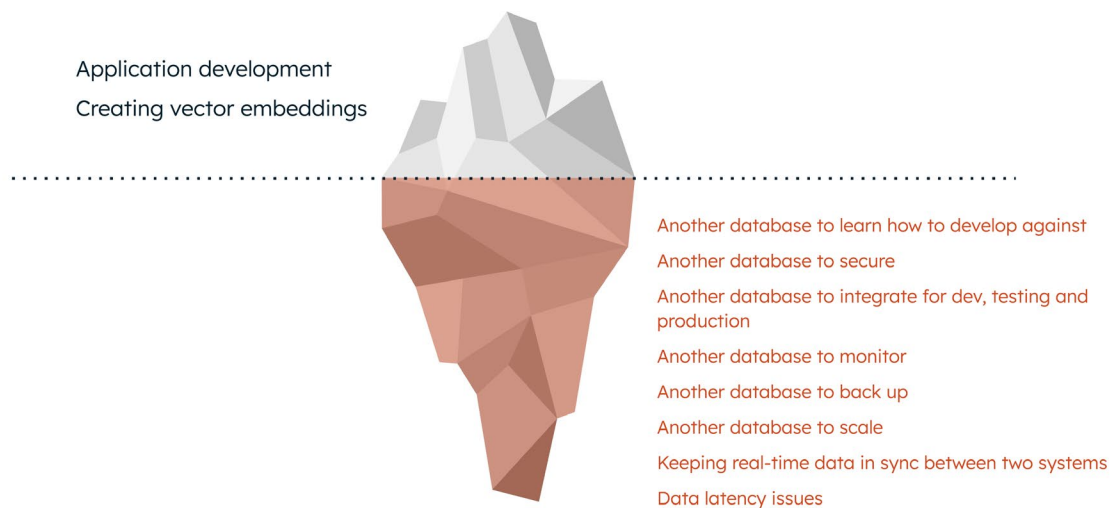 Application development
Creating vector embeddings
Another database to learn how to develop against
Another database to secure
Another database to integrate for dev, testing and
production
Another database to monitor
Another database to back up
Another database to scale
Keeping real-time data in sync between two systems
Data latency issues